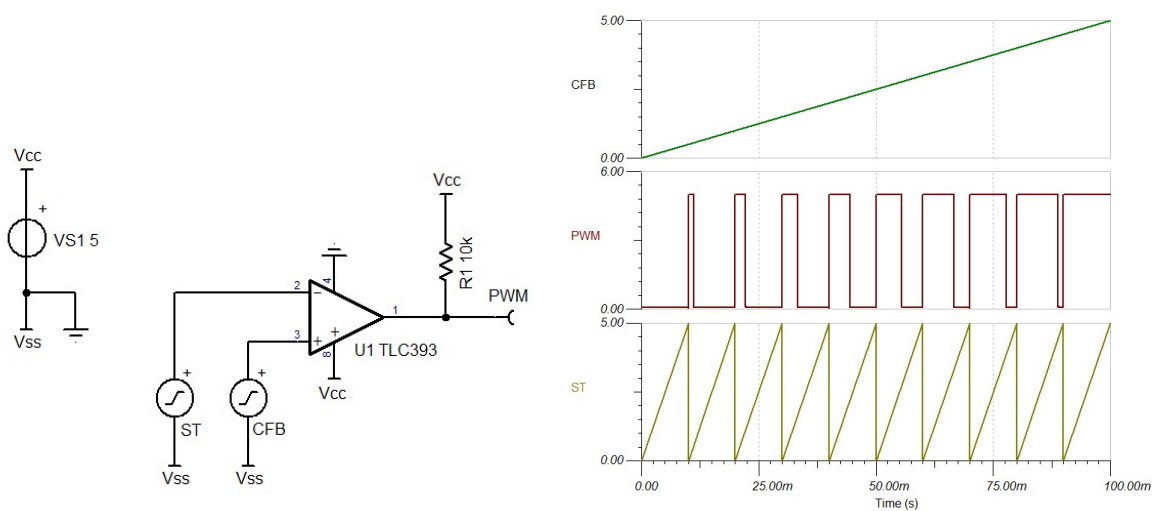 Vcc
+
VS1 5
Vss
2
4
−
3
+
+
8
1
U1 TLC393
Vcc
Vcc
R1 10k
PWM
+
ST
Vss
+
CFB
Vss
5.00
CFB
0.00
6.00
PWM
0.00
5.00
ST
0.00
0.00 25.00m 50.00m 75.00m 100.00m
Time (s)